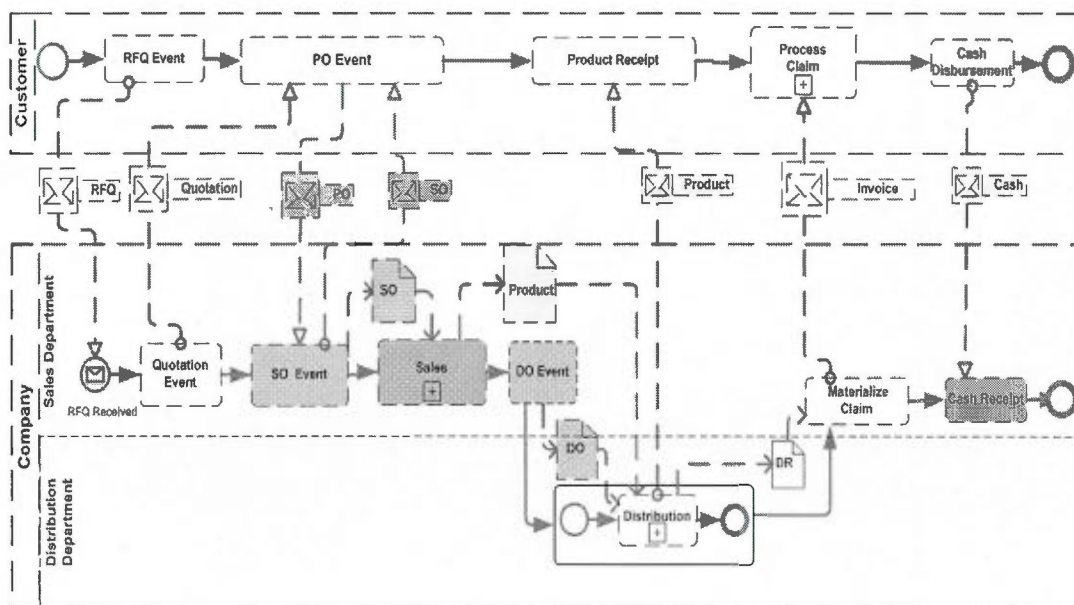 Customer
RFQ Event
PO Event
Product Receipt
Process
Claim
+
Cash
Disbursement
RFQ
Quotation
PO
SO
Product
Invoice
Cash
Company
Sales Department
SO
Product
RFQ Received
Quotation
Event
SO Event
Sales
+
DO Event
Materialize
Claim
Cash Receipt
Distribution
Department
DO
DR
Distribution
+